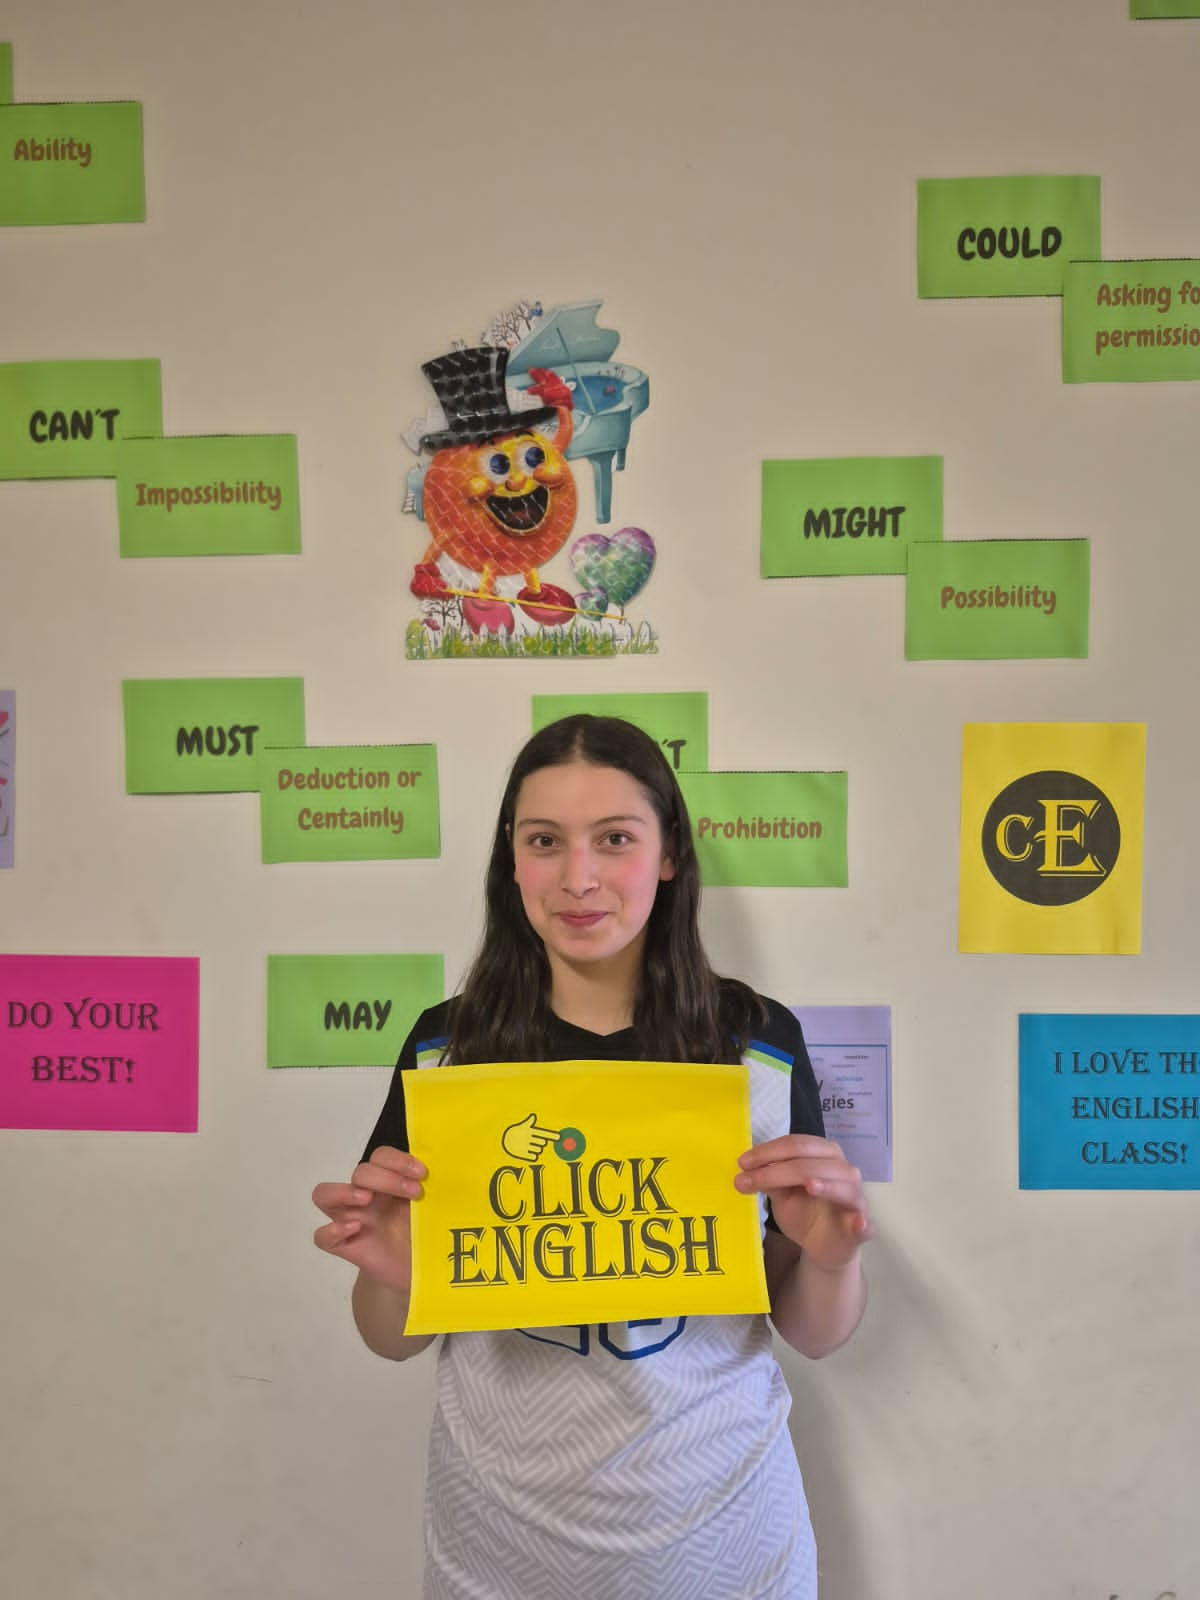 Ability
COULD
Asking fo
permissio
CAN'T
Impossibility
MIGHT
Possibility
MUST
Deduction or
Centainly
'T
Prohibition
CE
DO YOUR
BEST!
MAY
gies
I LOVE TH
ENGLISH
CLASS!
CLICK
ENGLISH